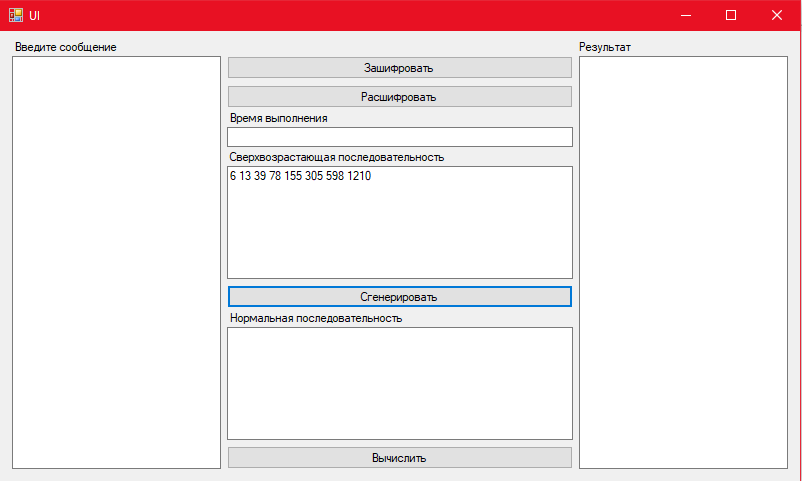 UI
Введите сообщение
Результат
Зашифровать
Расшифровать
Время выполнения
Сверхвозрастающая последовательность
6 13 39 78 155 305 598 1210
Сгенерировать
Нормальная последовательность
Вычислить